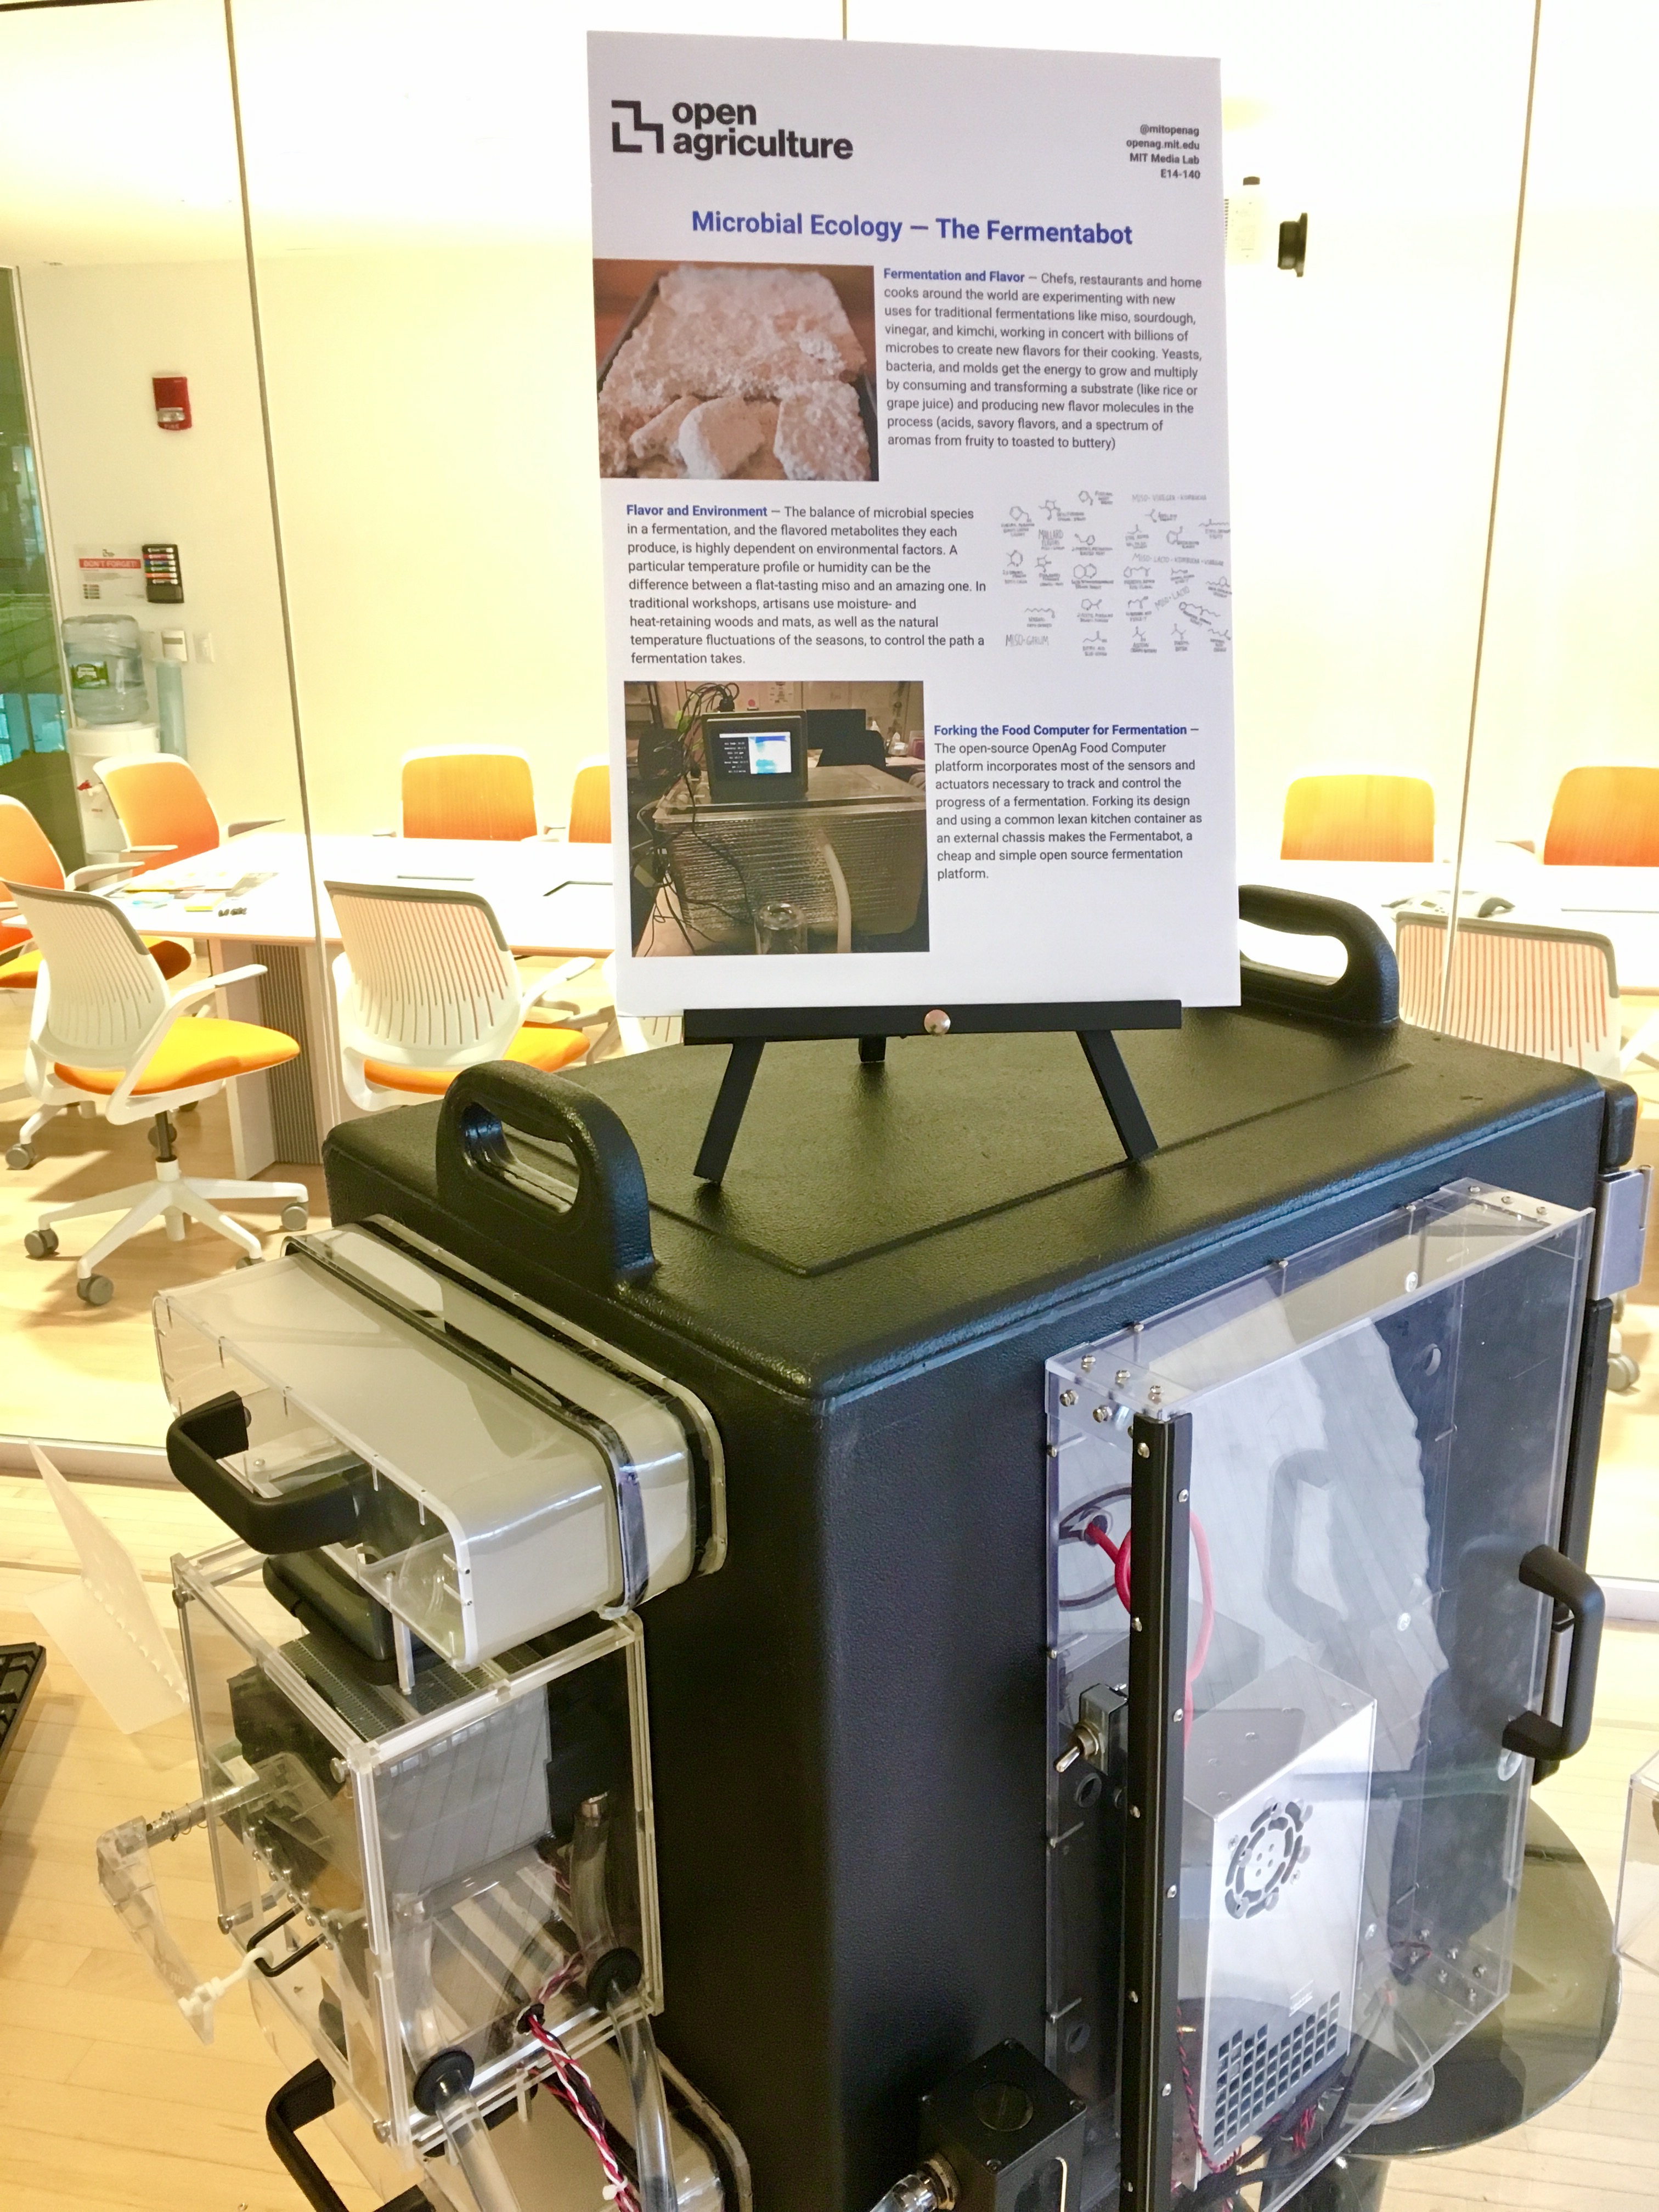 open
agriculture
@mitopenag
openag.mit.edu
MIT Media Lab
E14-140
Microbial Ecology — The Fermentabot
Fermentation and Flavor — Chefs, restaurants and home
cooks around the world are experimenting with new
uses for traditional fermentations like miso, sourdough,
vinegar, and kimchi, working in concert with billions of
microbes to create new flavors for their cooking. Yeasts,
bacteria, and molds get the energy to grow and multiply
by consuming and transforming a substrate (like rice or
grape juice) and producing new flavor molecules in the
process (acids, savory flavors, and a spectrum of
aromas from fruity to toasted to buttery)
Flavor and Environment — The balance of microbial species
in a fermentation, and the flavored metabolites they each
produce, is highly dependent on environmental factors. A
particular temperature profile or humidity can be the
difference between a flat-tasting miso and an amazing one. In
traditional workshops, artisans use moisture- and
heat-retaining woods and mats, as well as the natural
temperature fluctuations of the seasons, to control the path a
fermentation takes.
MISO-GARUM
Forking the Food Computer for Fermentation —
The open-source OpenAg Food Computer
platform incorporates most of the sensors and
actuators necessary to track and control the
progress of a fermentation. Forking its design
and using a common lexan kitchen container as
an external chassis makes the Fermentabot, a
cheap and simple open source fermentation
platform.
DON'T FORGET!
FIRE